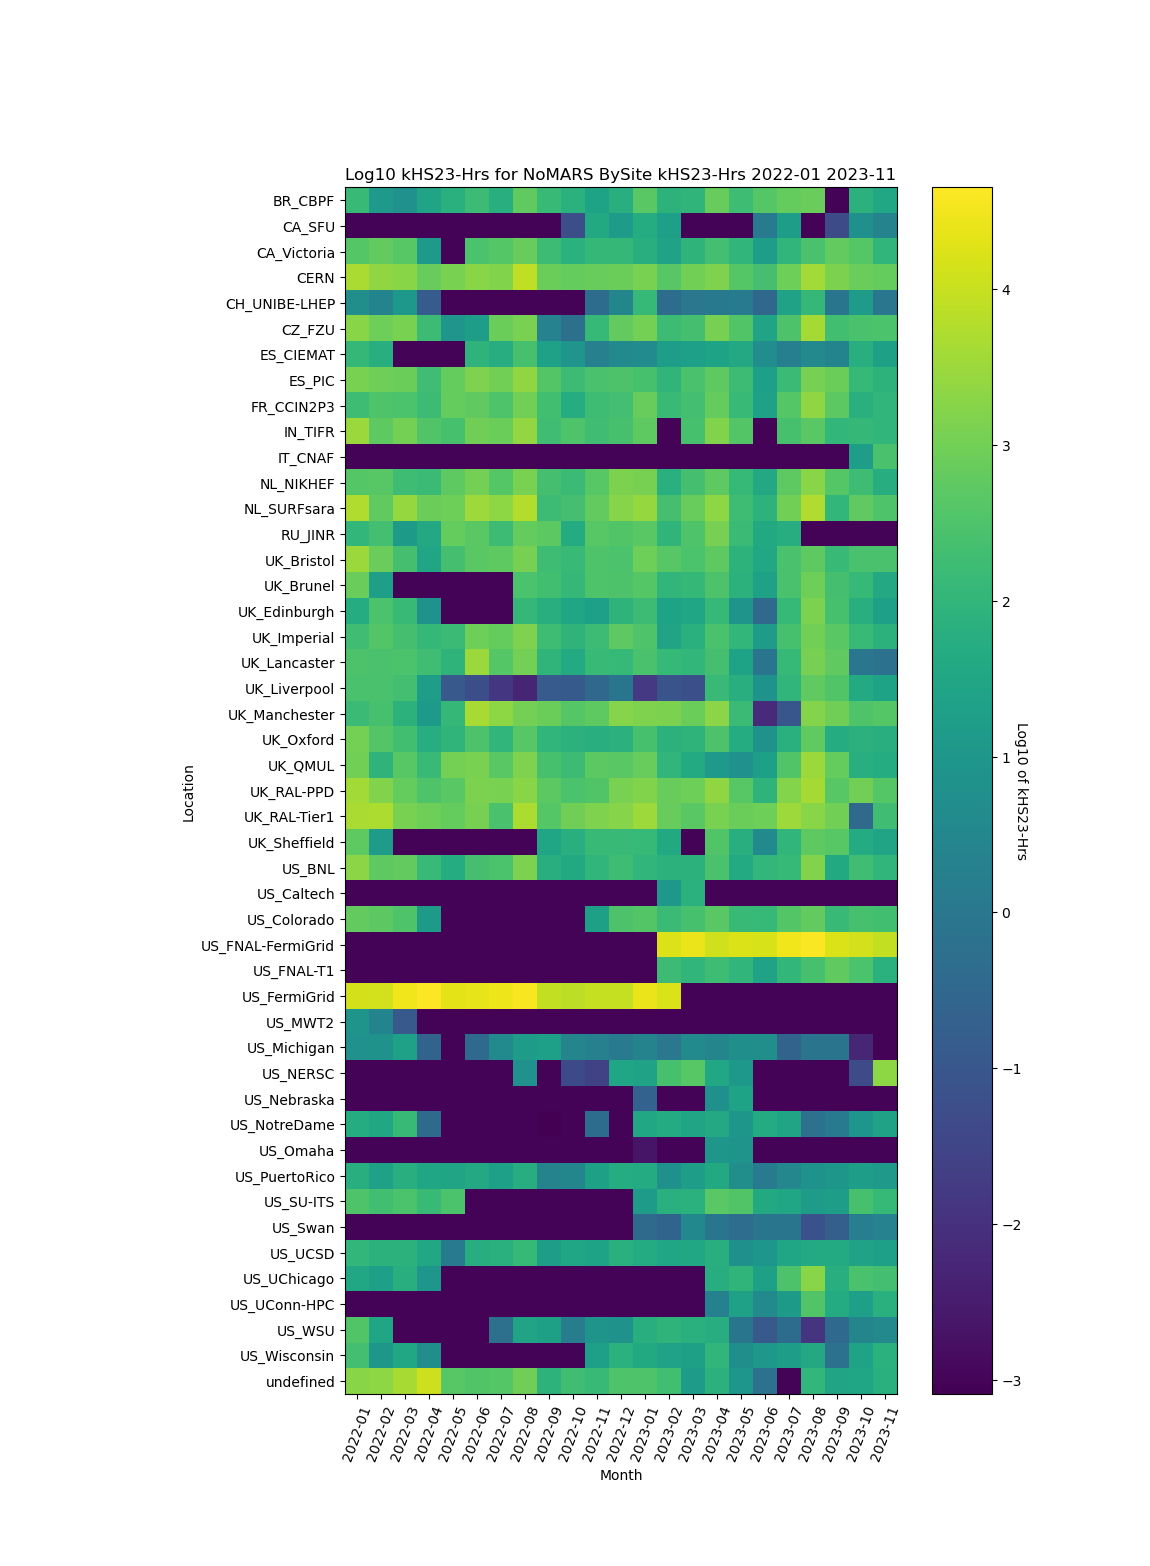 Log10 kHS23-Hrs for NoMARS BySite kHS23-Hrs 2022-01 2023-11
BR_CBPF
CA_SFU
CA_Victoria
CERN
CH_UNIBE-LHEP
CZ_FZU
ES_CIEMAT
ES_PIC
FR_CCIN2P3
IN_TIFR
IT_CNAF
NL_NIKHEF
NL_SURFsara
RU_JINR
UK_Bristol
UK_Brunel
UK_Edinburgh
UK_Imperial
UK_Lancaster
UK_Liverpool
UK_Manchester
UK_Oxford
UK_QMUL
UK_RAL-PPD
UK_RAL-Tier1
UK_Sheffield
US_BNL
US_Caltech
US_Colorado
US_FNAL-FermiGrid
US_FNAL-T1
US_FermiGrid
US_MWT2
US_Michigan
US_NERSC
US_Nebraska
US_NotreDame
US_Omaha
US_PuertoRico
US_SU-ITS
US_Swan
US_UCSD
US_UChicago
US_UConn-HPC
US_WSU
US_Wisconsin
undefined
Location
2022-01
2022-02
2022-03
2022-04
2022-05
2022-06
2022-07
2022-08
2022-09
2022-10
2022-11
2022-12
2023-01
2023-02
2023-03
2023-04
2023-05
2023-06
2023-07
2023-08
2023-09
2023-10
2023-11
Month
4
3
2
1
0
−1
−2
−3
Log10 of kHS23-Hrs